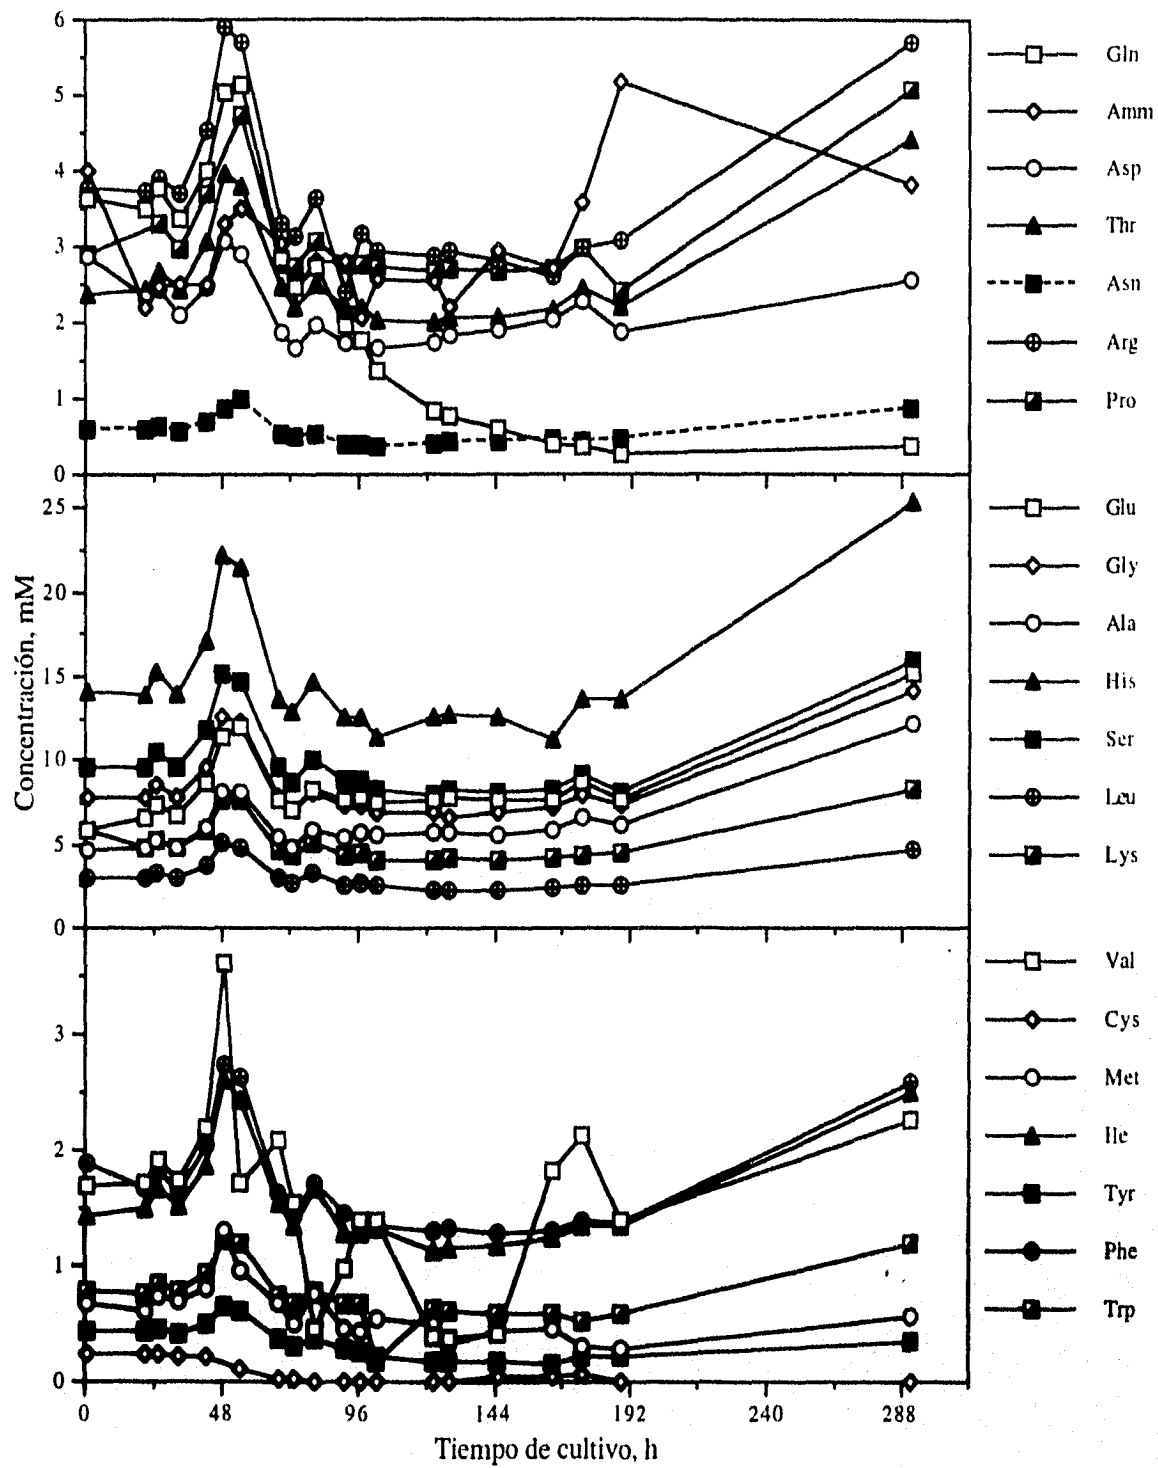 6
5
4
3
2
1
0
Gln
Amm
Asp
Thr
Asn
Arg
Pro
25
20
15
10
5
0
Glu
Gly
Ala
His
Ser
Leu
Lys
Concentración, mM
3
2
1
0
Val
Cys
Met
Ile
Tyr
Phe
Trp
0 48 96 144 192 240 288
Tiempo de cultivo, h